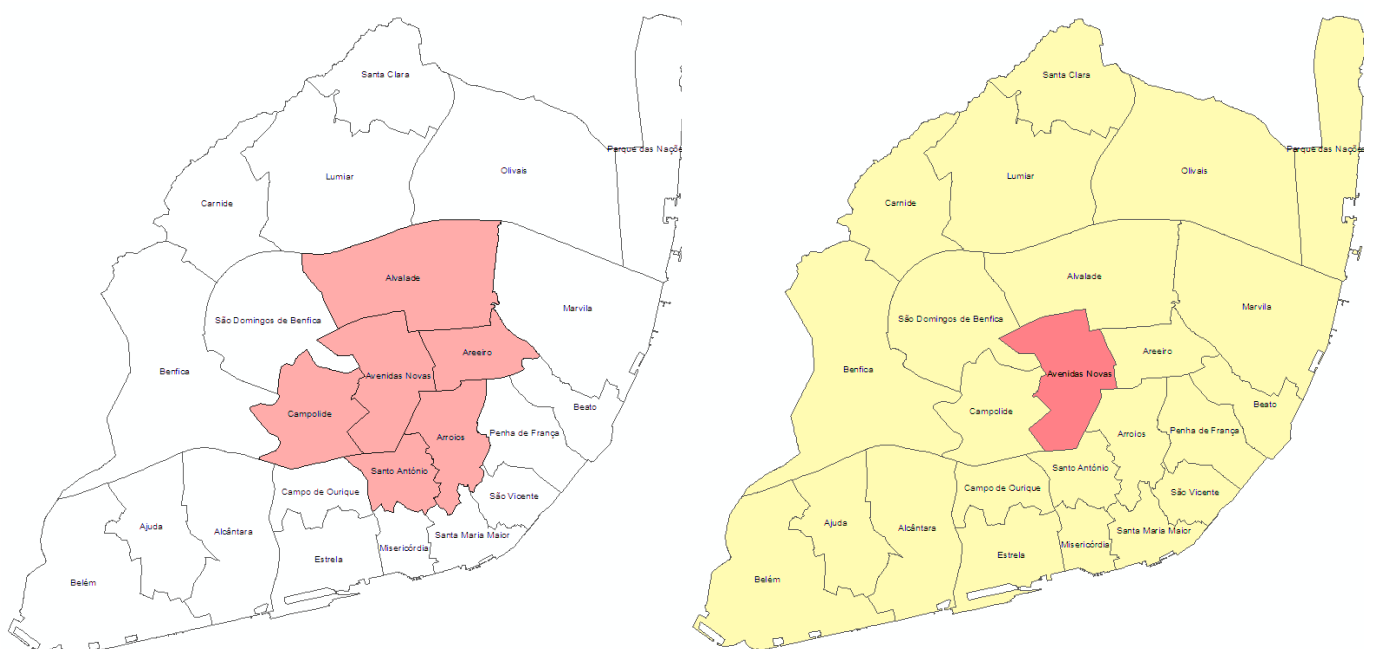 Santa Clara
Olivais
Parque das Naçõe
Lumiar
Carnide
Alvalade
Marvila
São Domingos de Benfica
Areeiro
Benfica
Avenidas Novas
Beato
Campolide
Arroios
Penha de França
Santo António
Campo de Ourique
São Vicente
Ajuda
Alcântara
Santa Maria Maior
Misericórdia
Estrela
Belém
Santa Clara
Olivais
Parque das Nações
Lumiar
Carnide
Alvalade
Marvila
São Domingos de Benfica
Areeiro
Benfica
Avenidas Novas
Beato
Campolide
Arroios
Penha de França
Santo António
Campo de Ourique
São Vicente
Ajuda
Alcântara
Santa Maria Maior
Misericórdia
Estrela
Belém